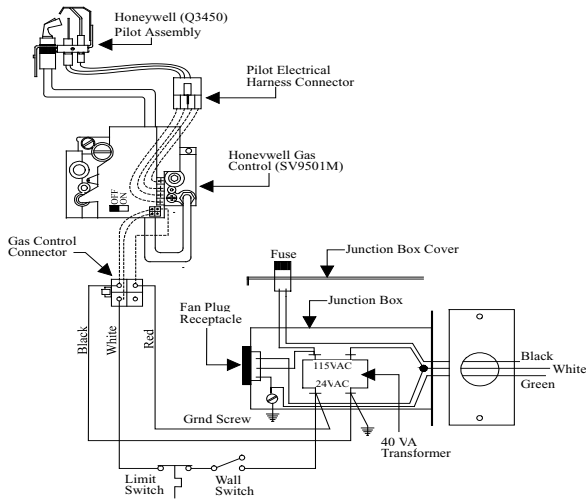 Honeywell (Q3450)
Pilot Assembly
Pilot Electrical
Harness Connector
Honevwell Gas
Control (SV9501M)
OFF
ON
Gas Control
Connector
Fuse
Junction Box Cover
Fan Plug
Receptacle
Junction Box
Black
White
Red
115VAC
24VAC
Black
White
Green
Grnd Screw
40 VA
Transformer
Limit
Switch
Wall
Switch